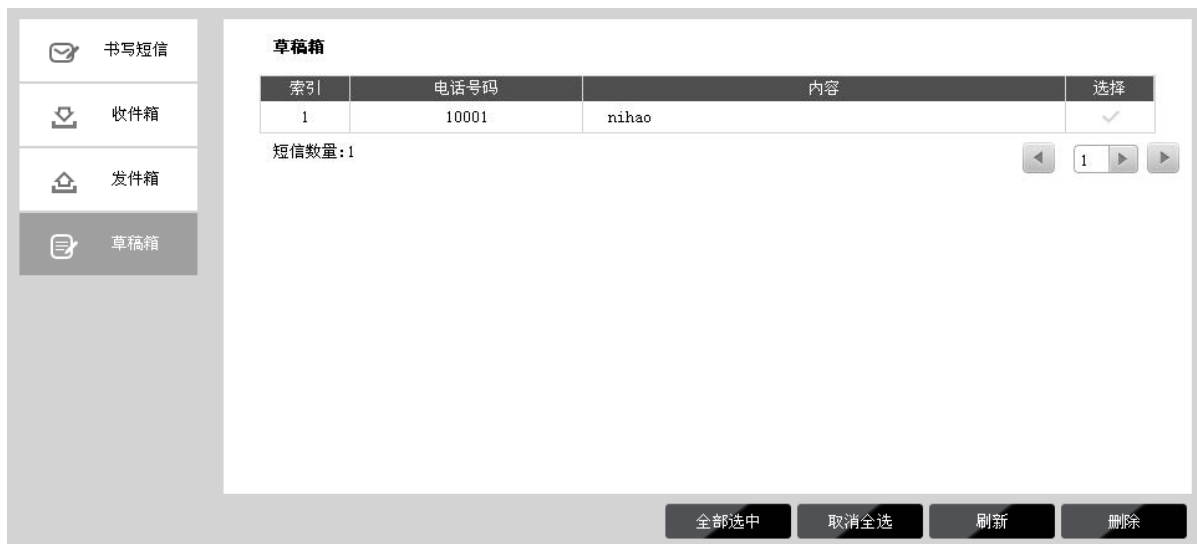 书写短信
收件箱
发件箱
草稿箱
草稿箱
索引 电话号码 内容 选择
1 10001 nihao
短信数量:1
1
全部选中 取消全选 刷新 删除